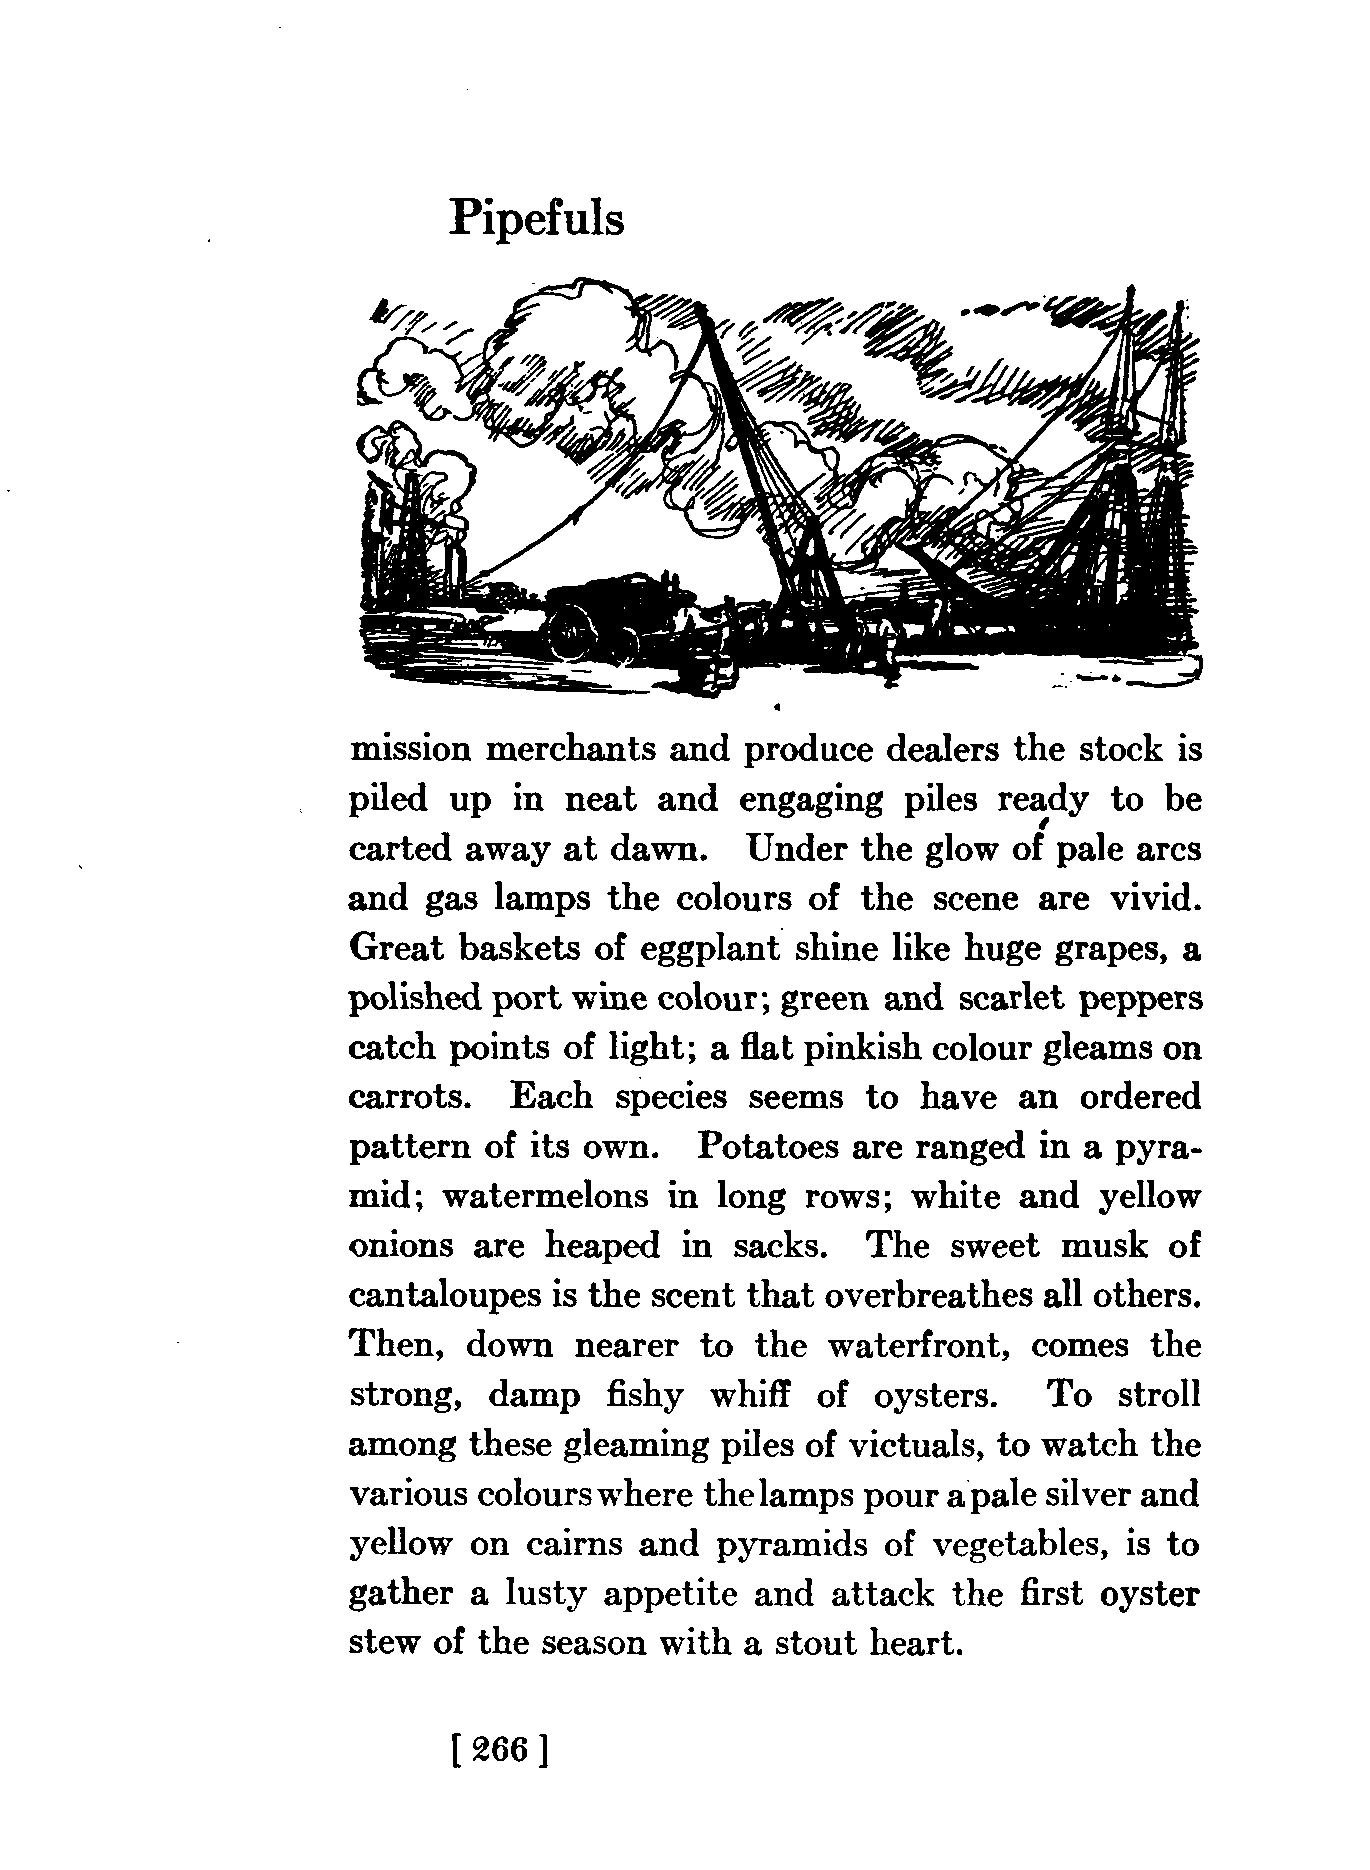 Pipefuls
mission merchants and produce dealers the stock is
piled up in neat and engaging piles ready to be
carted away at dawn. Under the glow of pale arcs
and gas lamps the colours of the scene are vivid.
Great baskets of eggplant shine like huge grapes, a
polished port wine colour; green and scarlet peppers
catch points of light; a flat pinkish colour gleams on
carrots. Each species seems to have an ordered
pattern of its own. Potatoes are ranged in a pyra-
mid; watermelons in long rows; white and yellow
onions are heaped in sacks. The sweet musk of
cantaloupes is the scent that overbreathes all others.
Then, down nearer to the waterfront, comes the
strong, damp fishy whiff of oysters. To stroll
among these gleaming piles of victuals, to watch the
various colours where the lamps pour a pale silver and
yellow on cairns and pyramids of vegetables, is to
gather a lusty appetite and attack the first oyster
stew of the season with a stout heart.
[ 266 ]